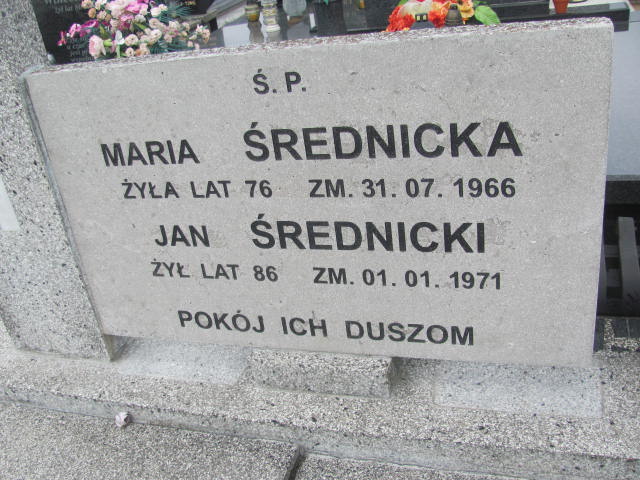 Ś. P.
MARIA ŚREDNICKA
ŻYŁA LAT 76 ZM. 31. 07. 1966
JAN ŚREDNICKI
ŻYŁ LAT 86 ZM. 01. 01. 1971
POKÓJ ICH DUSZOM